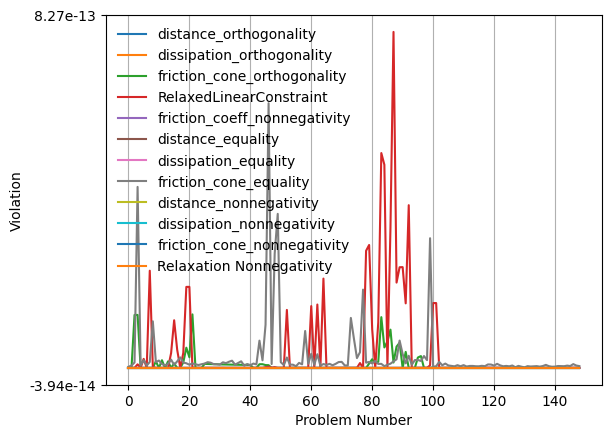 8.27e-13
distance_orthogonality
dissipation_orthogonality
friction_cone_orthogonality
RelaxedLinearConstraint
friction_coeff_nonnegativity
distance_equality
dissipation_equality
friction_cone_equality
distance_nonnegativity
dissipation_nonnegativity
friction_cone_nonnegativity
Relaxation Nonnegativity
Violation
-3.94e-14
0 20 40 60 80 100 120 140
Problem Number